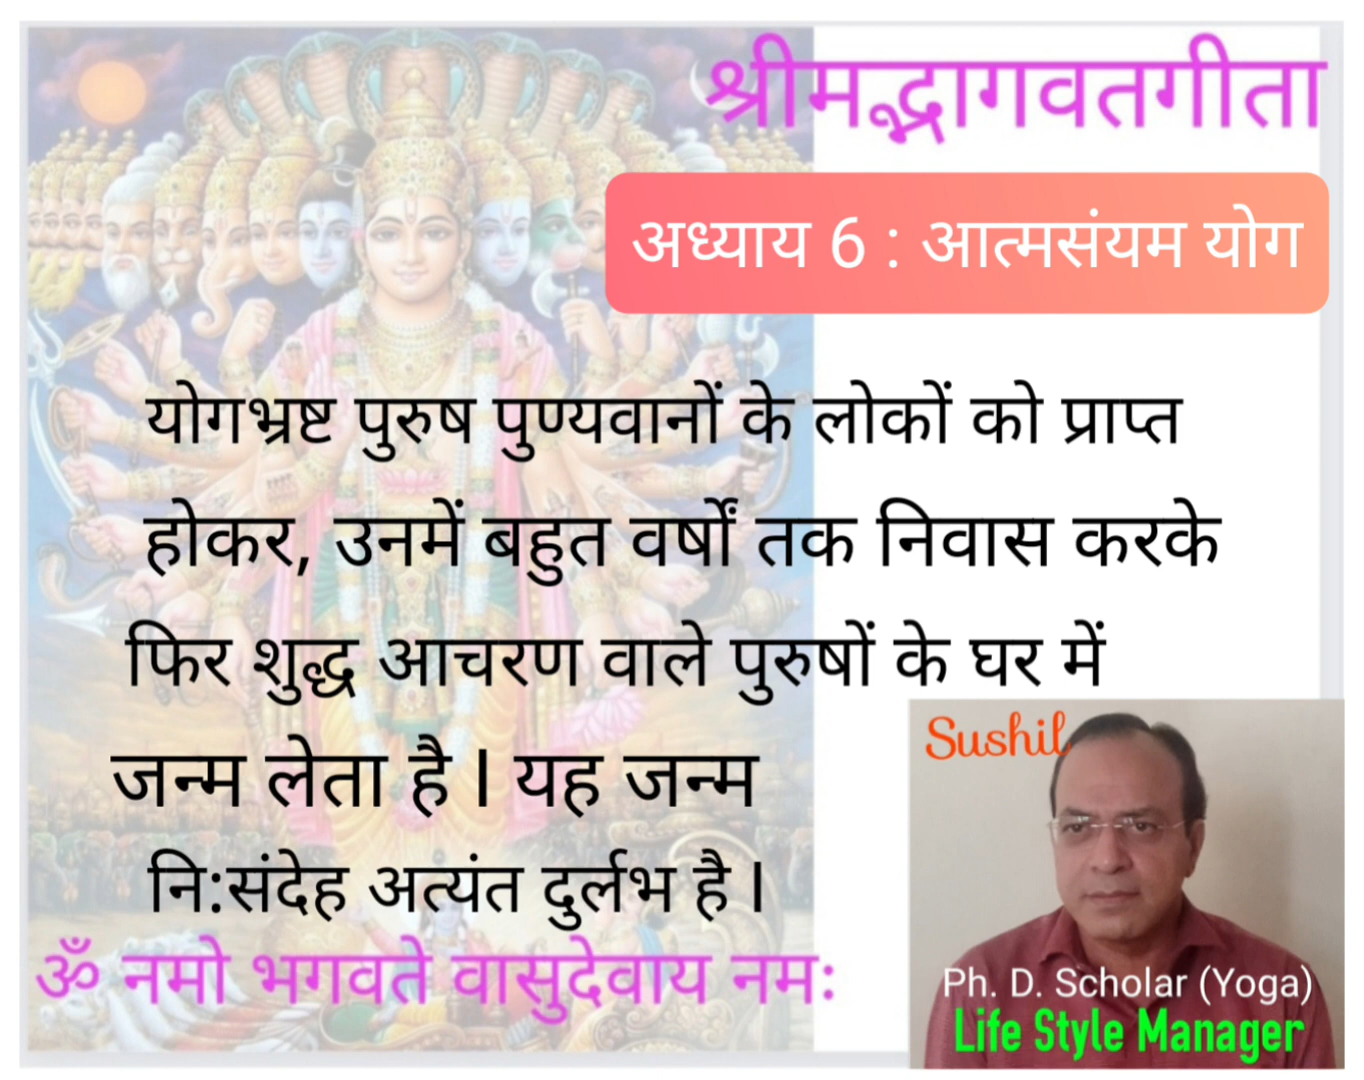 श्रीमद्भागवतगीता
अध्याय 6 : आत्मसंयम योग
योगभ्रष्ट पुरुष पुण्यवानों के लोकों को प्राप्त
होकर, उनमें बहुत वर्षों तक निवास करके
फिर शुद्ध आचरण वाले पुरुषों के घर में
जन्म लेता है I यह जन्म
नि:संदेह अत्यंत दुर्लभ है I
ॐ नमो भगवते वासुदेवाय नमः
Sushil
Ph. D. Scholar (Yoga)
Life Style Manager